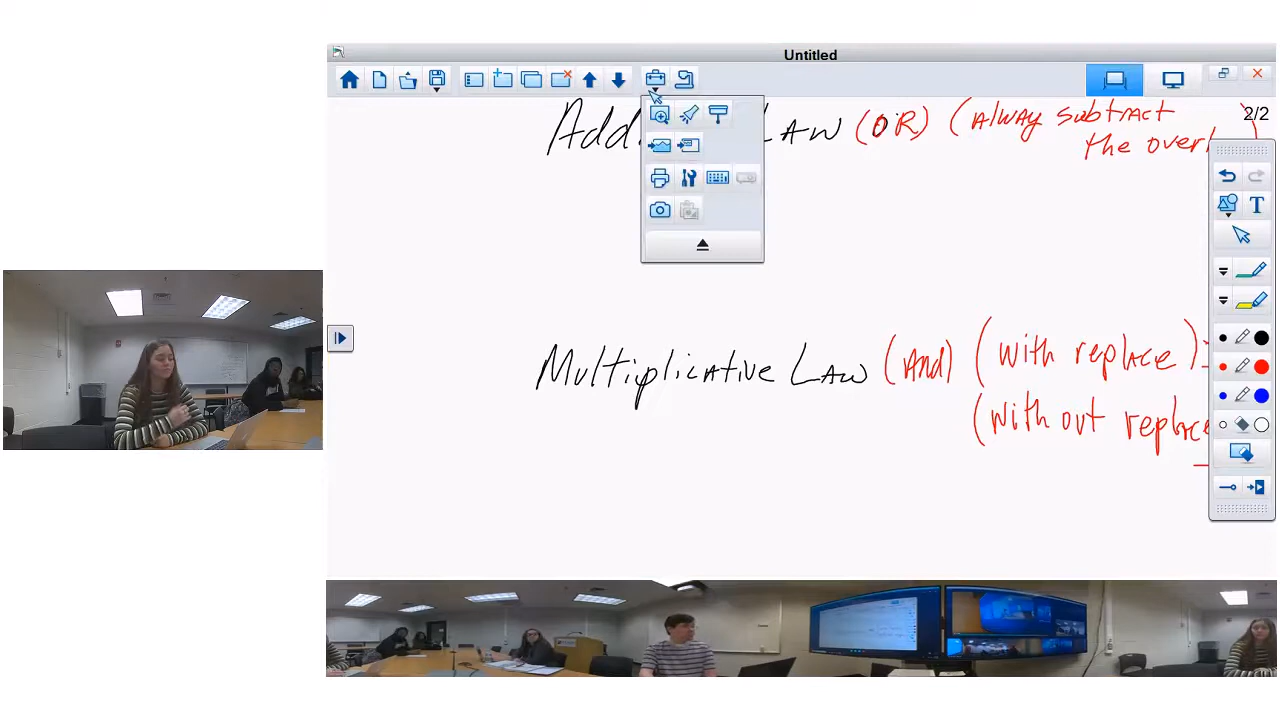 Untitled
2/2
Add LAW (OR) (alway subtract
the over
Multiplicative LAW (And) (with replace)
(with out replace
T